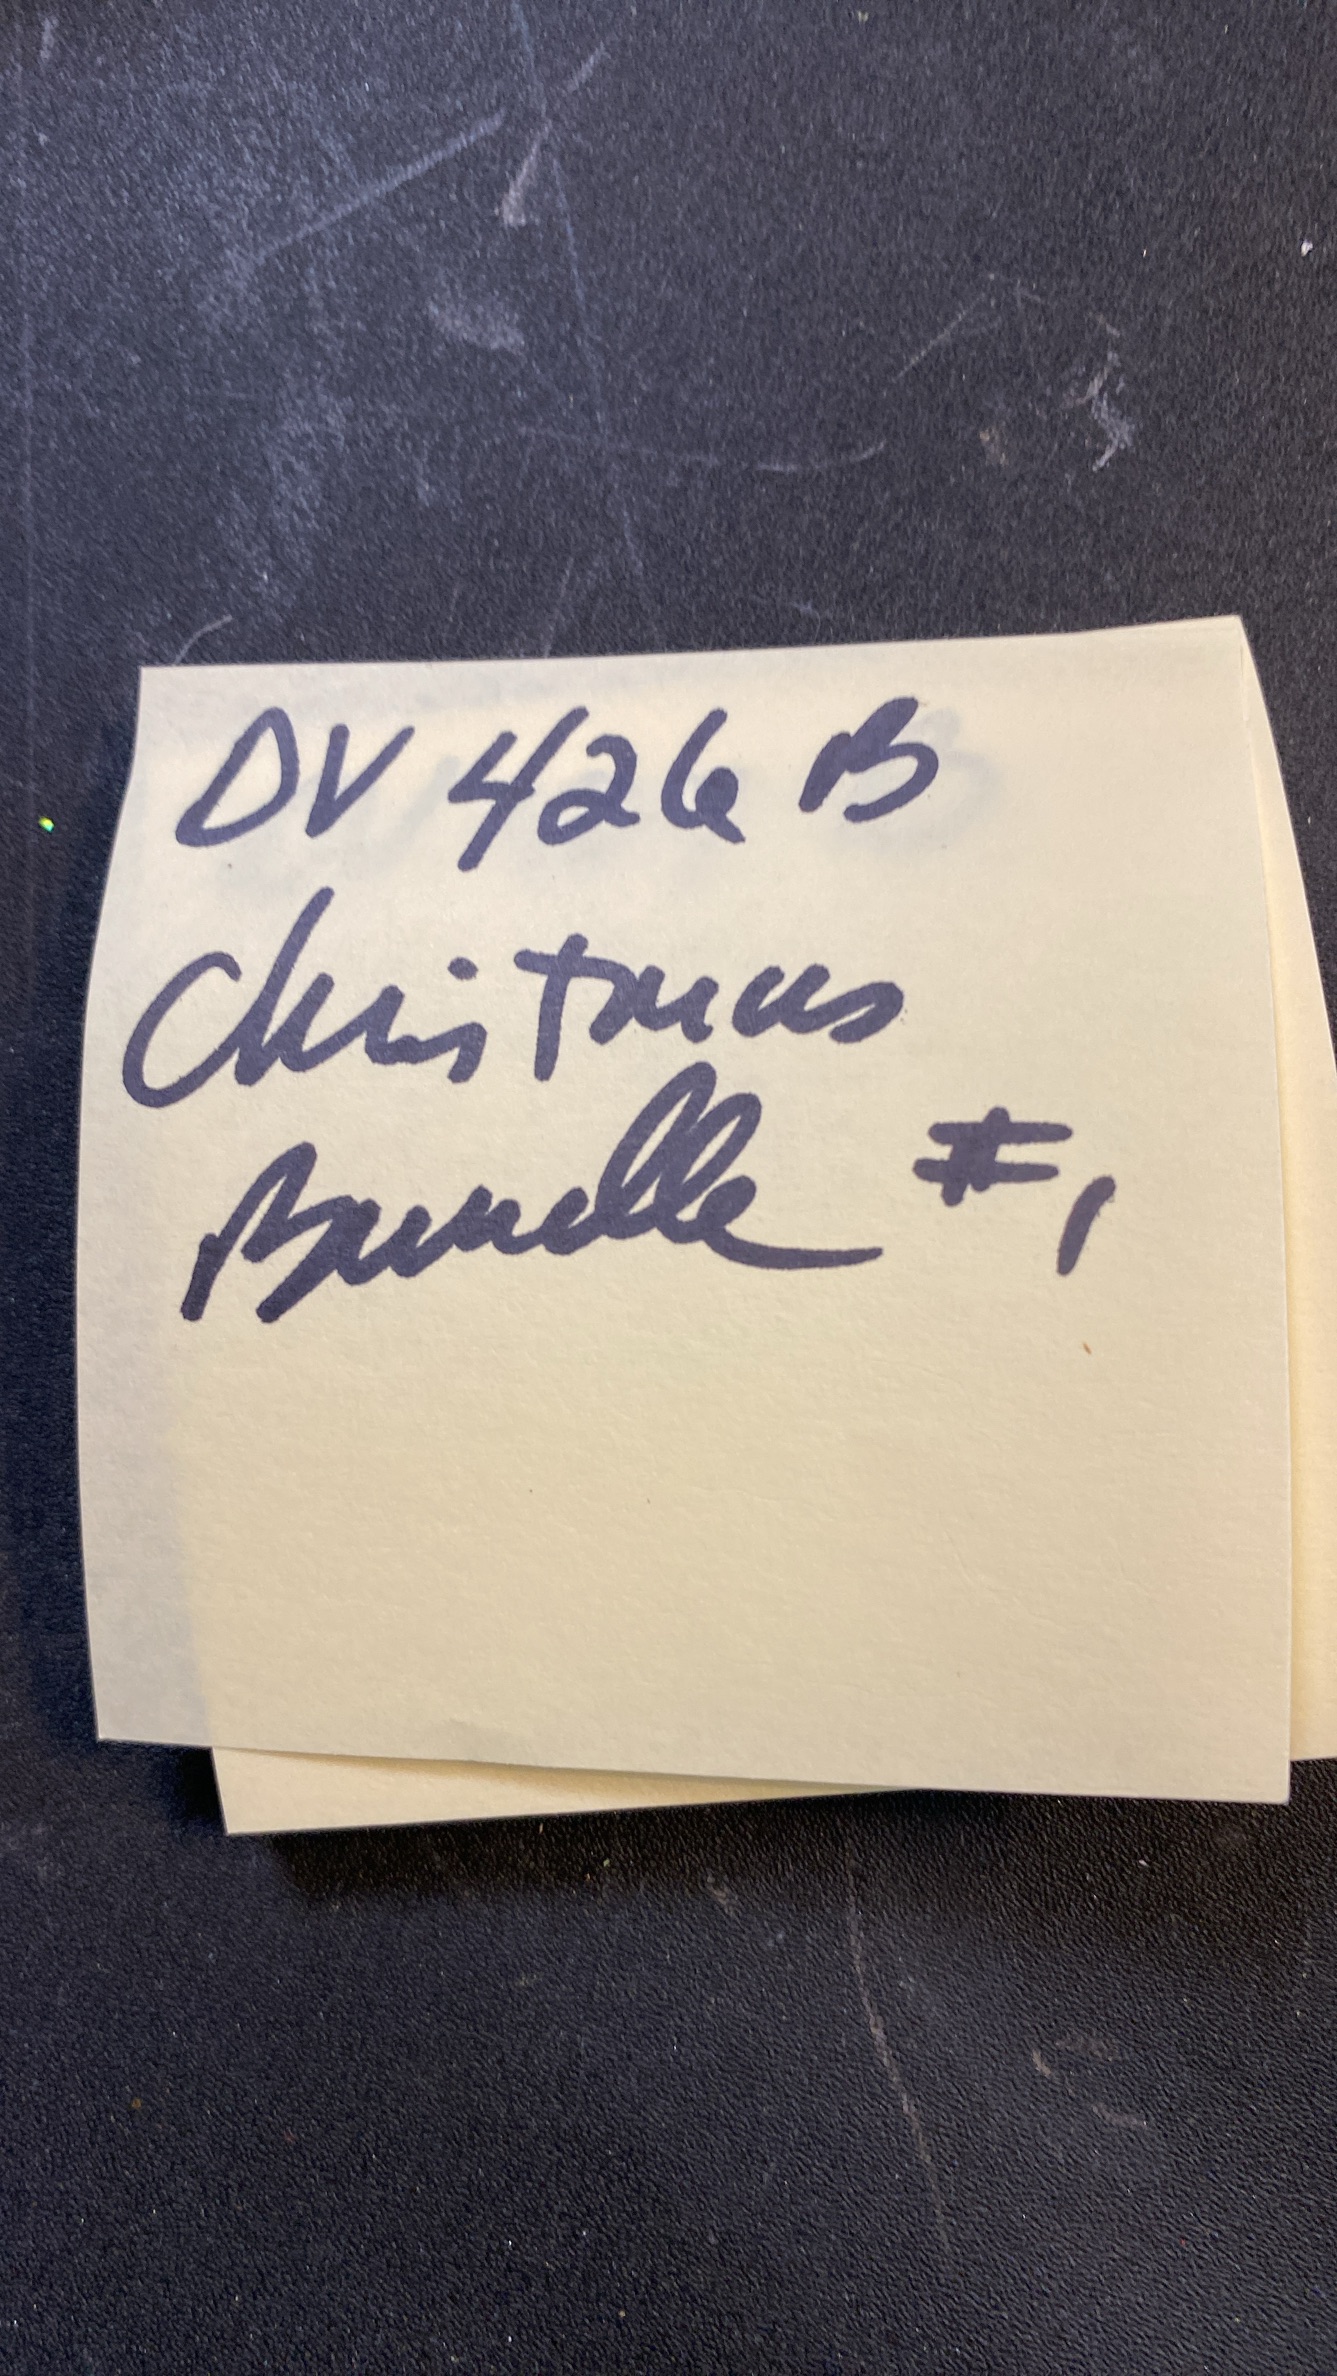 DV 426 B
Christmas
Bundle #1